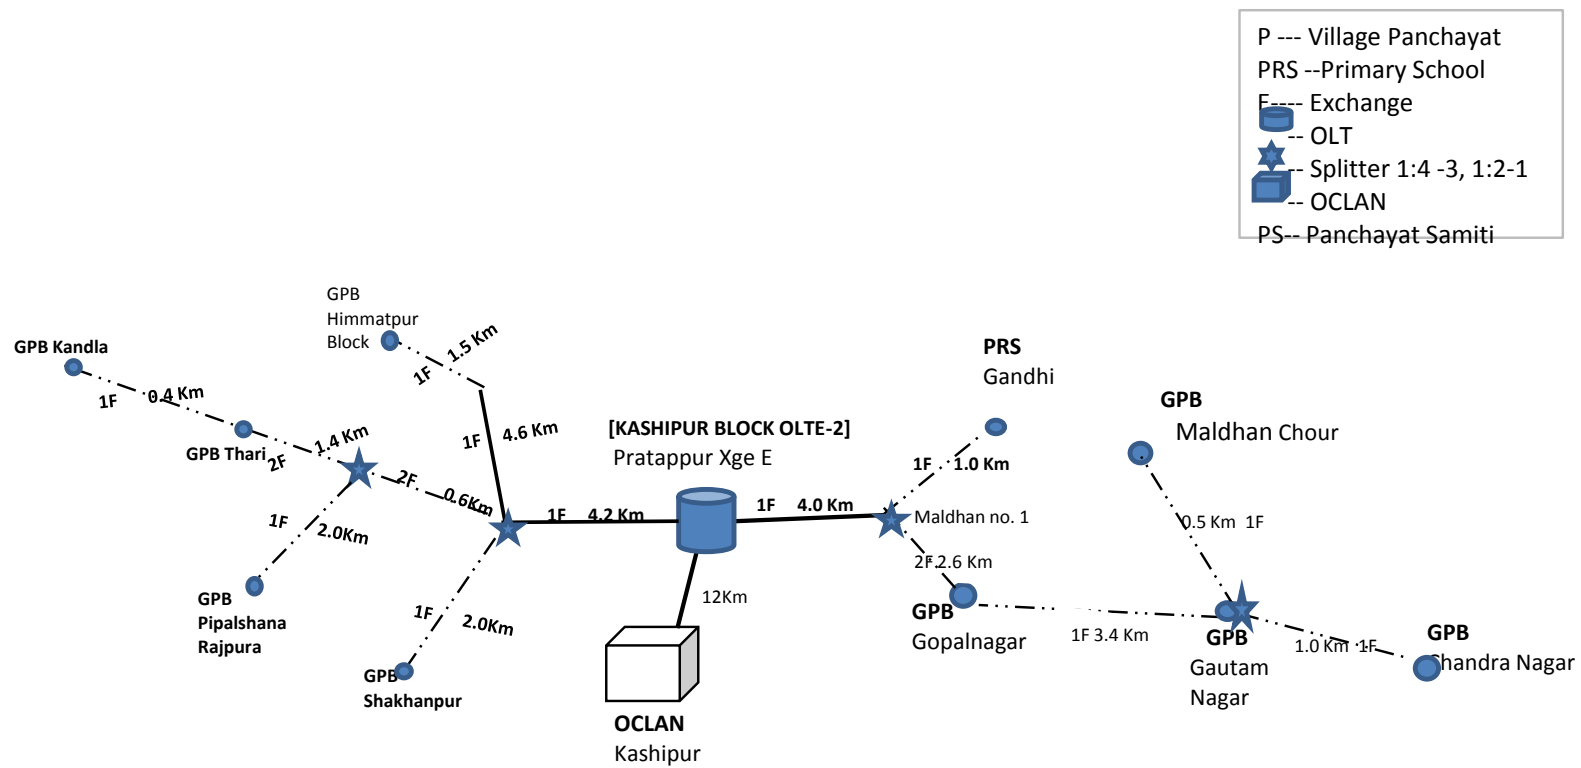 P --- Village Panchayat
PRS --Primary School
E---- Exchange
-- OLT
-- Splitter 1:4 -3, 1:2-1
-- OCLAN
PS-- Panchayat Samiti
GPB
Himmatpur
Block
1.5 Km
1F
GPB Kandla
1F 0.4 Km
GPB Thari
2F 1.4 Km
2F 0.6Km
1F 4.6 Km
1F 2.0Km
GPB
Pipalshana
Rajpura
1F 2.0Km
GPB
Shakhanpur
1F 4.2 Km
[KASHIPUR BLOCK OLTE-2]
Pratappur Xge E
1F 4.0 Km
12Km
OCLAN
Kashipur
PRS
Gandhi
1F 1.0 Km
Maldhan no. 1
2F 2.6 Km
GPB
Gopalnagar
1F 3.4 Km
GPB
Maldhan Chour
0.5 Km 1F
GPB
Gautam
Nagar
1.0 Km 1F
GPB
Chandra Nagar